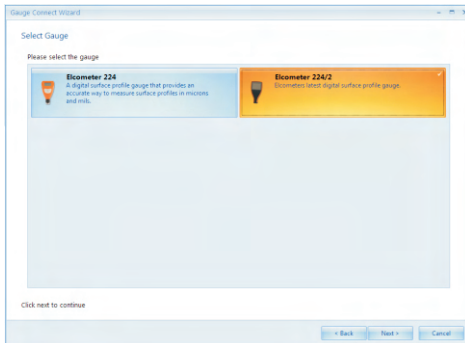 Gauge Connect Wizard
Select Gauge
Please select the gauge
Elcometer 224
A digital surface profile gauge that provides an
accurate way to measure surface profiles in microns
and mils.
Elcometer 224/2
Elcometers latest digital surface profile gauge.
Click next to continue
< Back
Next >
Cancel